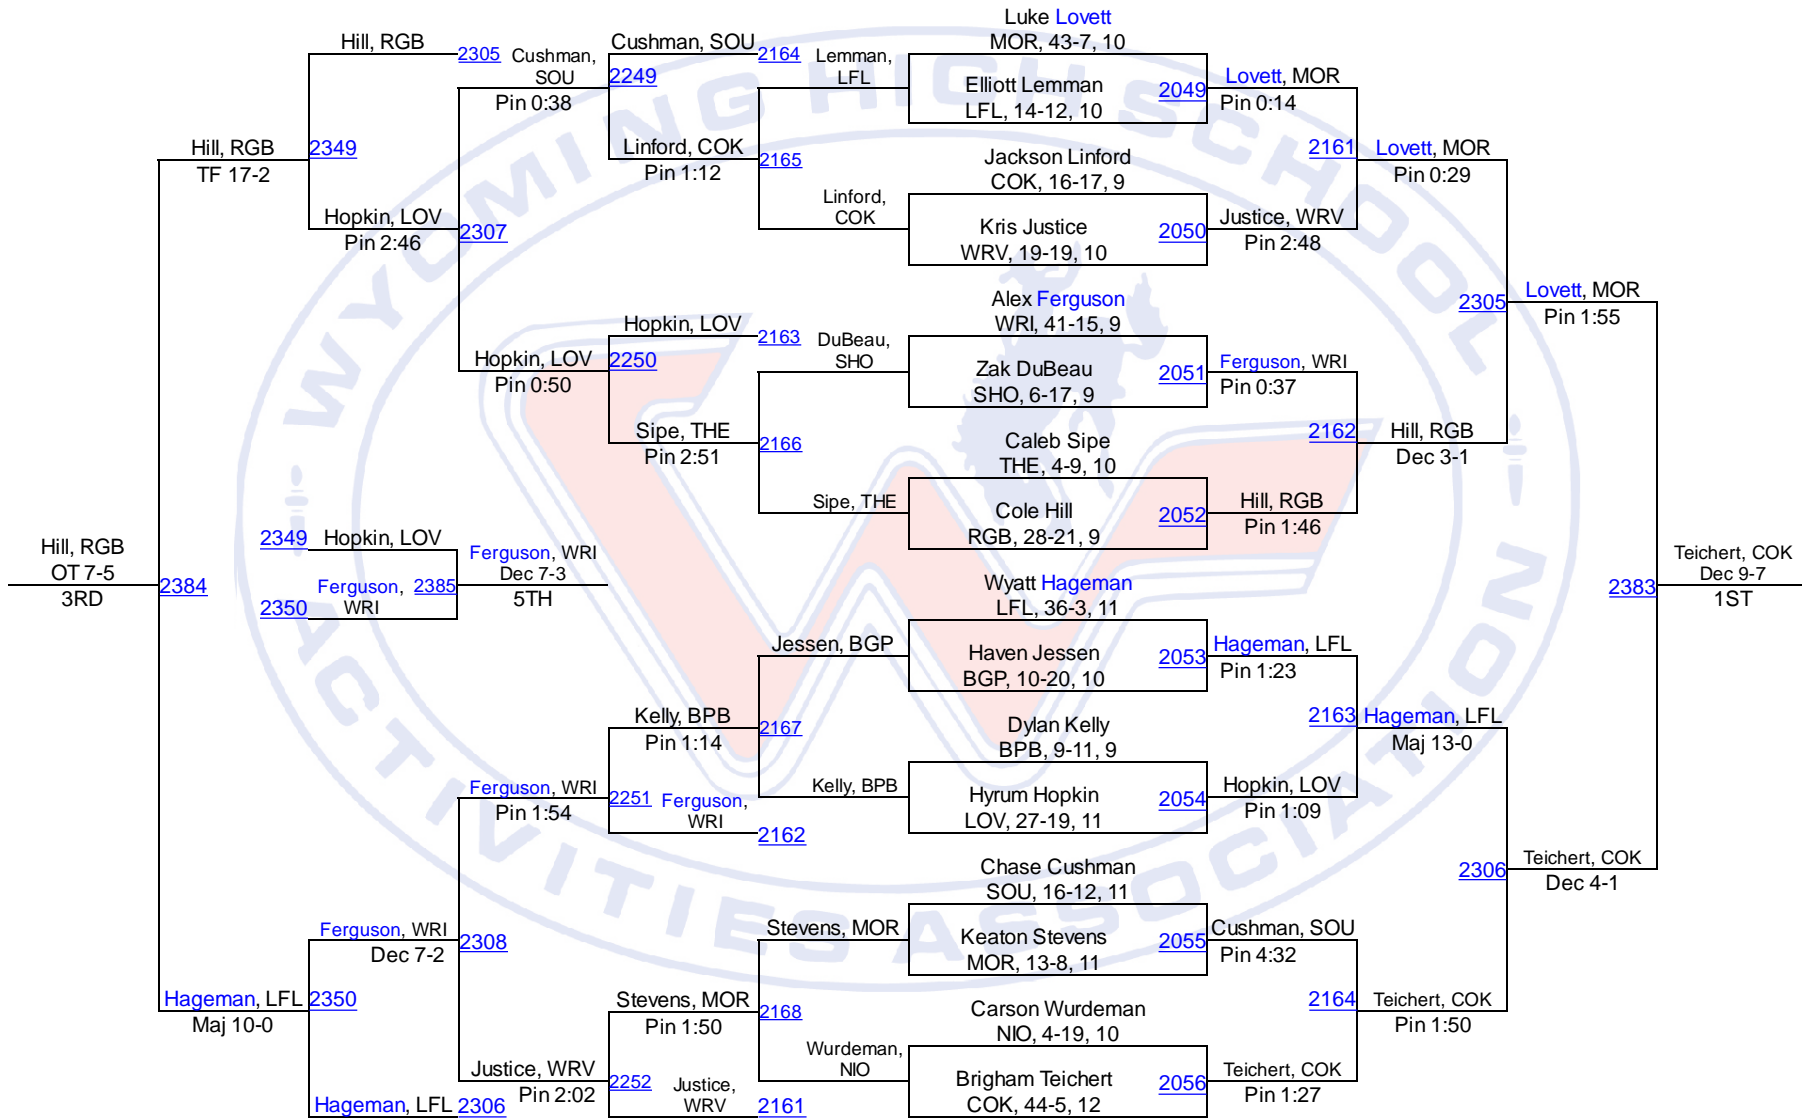 Luke Lovett
Hill, RGB
2305
Cushman,
SOU
Pin 0:38
Cushman, SOU
2249
2164
Lemman,
LFL
MOR, 43-7, 10
Elliott Lemman
LFL, 14-12, 10
2049
Lovett, MOR
Pin 0:14
Hill, RGB
TF 17-2
2349
Linford, COK
Pin 1:12
2165
Jackson Linford
COK, 16-17, 9
2161
Lovett, MOR
Pin 0:29
Hopkin, LOV
Pin 2:46
2307
Linford,
COK
Kris Justice
WRV, 19-19, 10
2050
Justice, WRV
Pin 2:48
Alex Ferguson
WRI, 41-15, 9
2305
Lovett, MOR
Pin 1:55
Hopkin, LOV
2163
DuBeau,
SHO
Hopkin, LOV
Pin 0:50
2250
Zak DuBeau
SHO, 6-17, 9
2051
Ferguson, WRI
Pin 0:37
Sipe, THE
Pin 2:51
2166
Caleb Sipe
THE, 4-9, 10
2162
Hill, RGB
Dec 3-1
Sipe, THE
Cole Hill
RGB, 28-21, 9
2052
Hill, RGB
Pin 1:46
Hill, RGB
OT 7-5
3RD
2384
2349
Hopkin, LOV
Ferguson,
WRI
2350
2385
Ferguson, WRI
Dec 7-3
5TH
Wyatt Hageman
LFL, 36-3, 11
2383
Teichert, COK
Dec 9-7
1ST
Jessen, BGP
Haven Jessen
BGP, 10-20, 10
2053
Hageman, LFL
Pin 1:23
Kelly, BPB
Pin 1:14
2167
Dylan Kelly
BPB, 9-11, 9
2163
Hageman, LFL
Maj 13-0
Ferguson, WRI
Pin 1:54
2251
Ferguson,
WRI
2162
Kelly, BPB
Hyrum Hopkin
LOV, 27-19, 11
2054
Hopkin, LOV
Pin 1:09
Chase Cushman
SOU, 16-12, 11
2306
Teichert, COK
Dec 4-1
Ferguson, WRI
Dec 7-2
2308
Stevens, MOR
Keaton Stevens
MOR, 13-8, 11
2055
Cushman, SOU
Pin 4:32
Hageman, LFL
Maj 10-0
2350
Stevens, MOR
Pin 1:50
2168
Carson Wurdeman
NIO, 4-19, 10
2164
Teichert, COK
Pin 1:50
Wurdeman,
NIO
Justice, WRV
Pin 2:02
2252
Justice,
WRV
2161
Brigham Teichert
COK, 44-5, 12
2056
Teichert, COK
Pin 1:27
Hageman, LFL
2306
WYOMING HIGH SCHOOL
ACTIVITIES ASSOCIATION